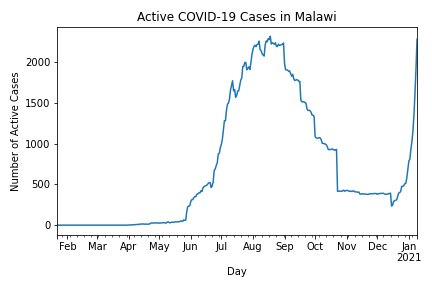 Active COVID-19 Cases in Malawi
Number of Active Cases
2000
1500
1000
500
0
Feb Mar Apr May Jun Jul Aug Sep Oct Nov Dec Jan
2021
Day